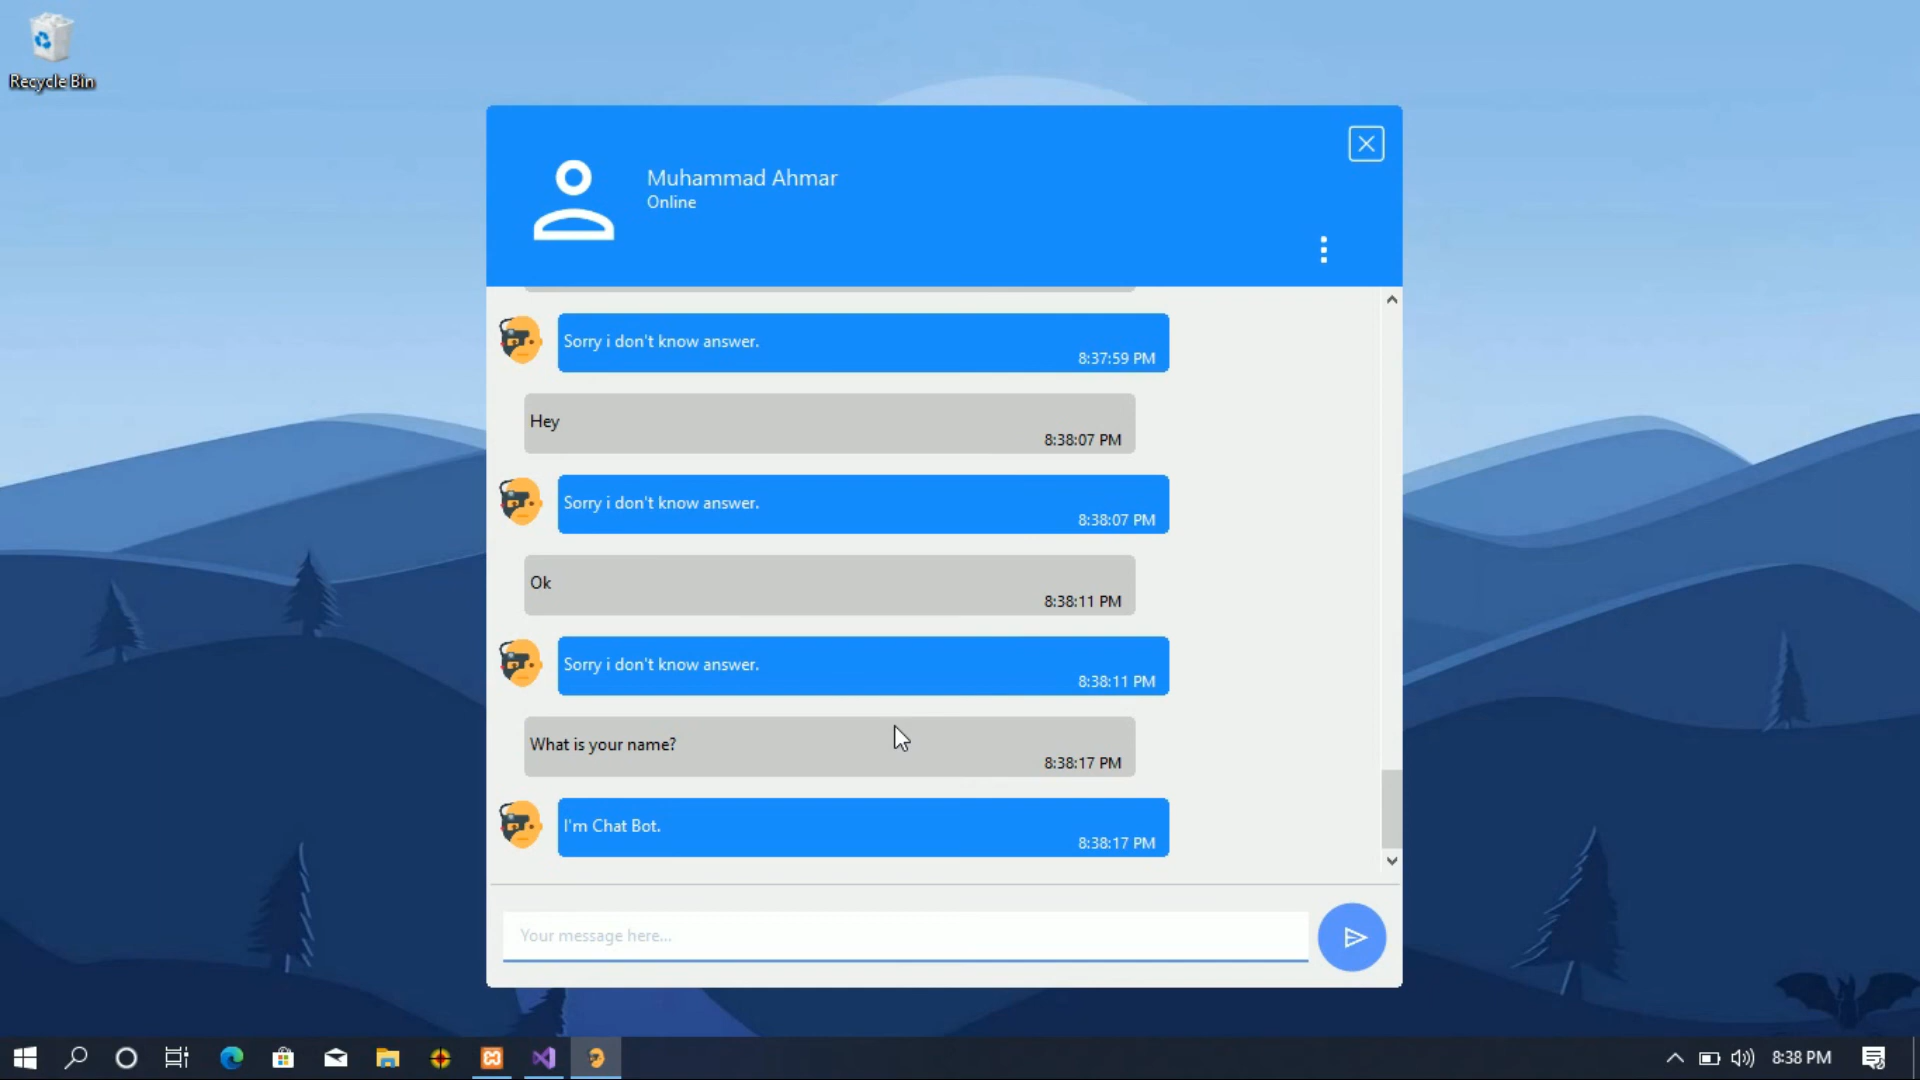 Recycle Bin
Muhammad Ahmar
Online
Sorry i don't know answer.
8:37:59 PM
Hey
8:38:07 PM
Sorry i don't know answer.
8:38:07 PM
Ok
8:38:11 PM
Sorry i don't know answer.
8:38:11 PM
What is your name?
8:38:17 PM
I'm Chat Bot.
8:38:17 PM
Your message here...
8:38 PM